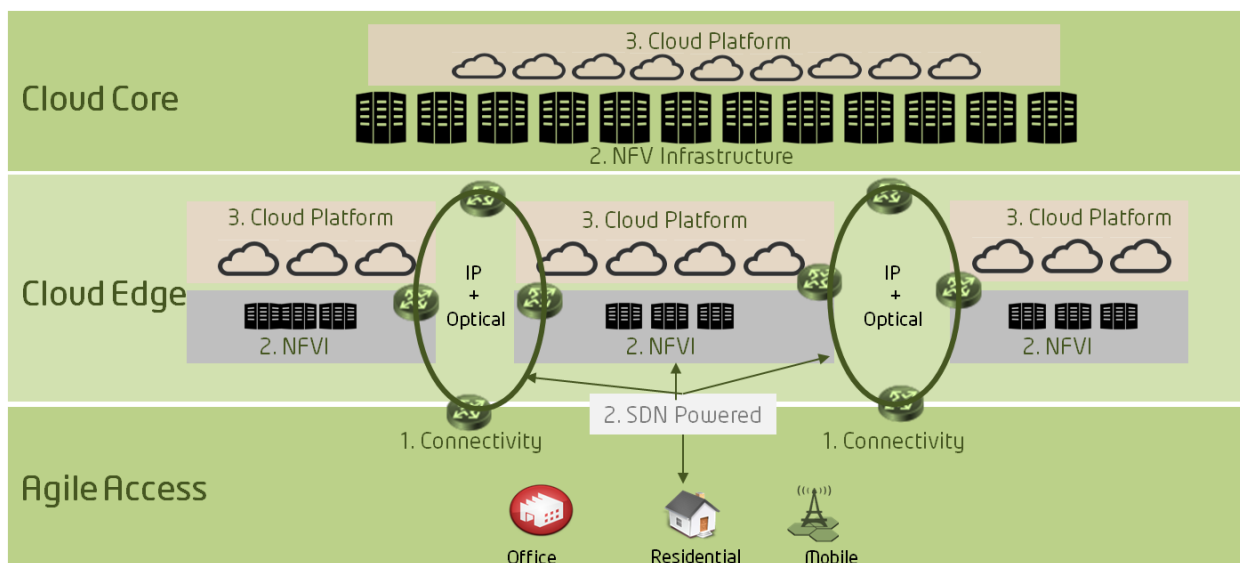 3. Cloud Platform
Cloud Core
2. NFV Infrastructure
3. Cloud Platform
3. Cloud Platform
3. Cloud Platform
Cloud Edge
IP
+
Optical
IP
+
Optical
2. NFVI
2. NFVI
2. NFVI
2. SDN Powered
1. Connectivity
1. Connectivity
Agile Access
Office
Residential
Mobile